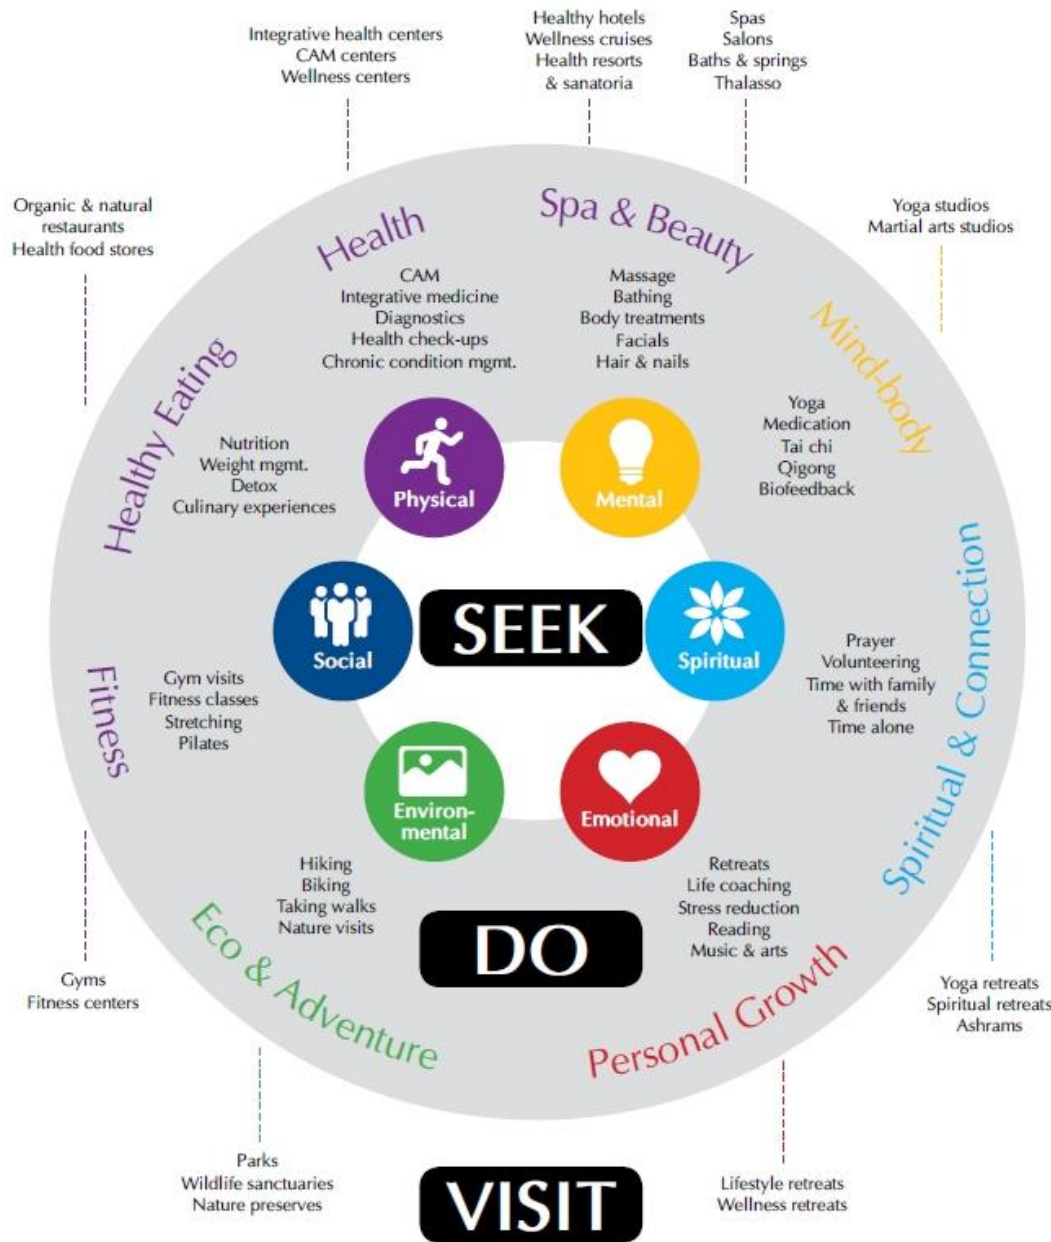 Integrative health centers
CAM centers
Wellness centers
Healthy hotels
Wellness cruises
Health resorts
& sanatoria
Spas
Salons
Baths & springs
Thalasso
Organic & natural
restaurants
Health food stores
Yoga studios
Martial arts studios
Health
Spa & Beauty
Mind-body
Healthy Eating
CAM
Integrative medicine
Diagnostics
Health check-ups
Chronic condition mgmt.
Massage
Bathing
Body treatments
Facials
Hair & nails
Yoga
Medication
Tai chi
Qigong
Biofeedback
Nutrition
Weight mgmt.
Detox
Culinary experiences
Physical
Mental
SEEK
Social
Spiritual
Fitness
Gym visits
Fitness classes
Stretching
Pilates
Prayer
Volunteering
Time with family
& friends
Time alone
Spiritual & Connection
Environ-
mental
Emotional
Hiking
Biking
Taking walks
Nature visits
Retreats
Life coaching
Stress reduction
Reading
Music & arts
DO
Eco & Adventure
Personal Growth
Gyms
Fitness centers
Yoga retreats
Spiritual retreats
Ashrams
Parks
Wildlife sanctuaries
Nature preserves
VISIT
Lifestyle retreats
Wellness retreats